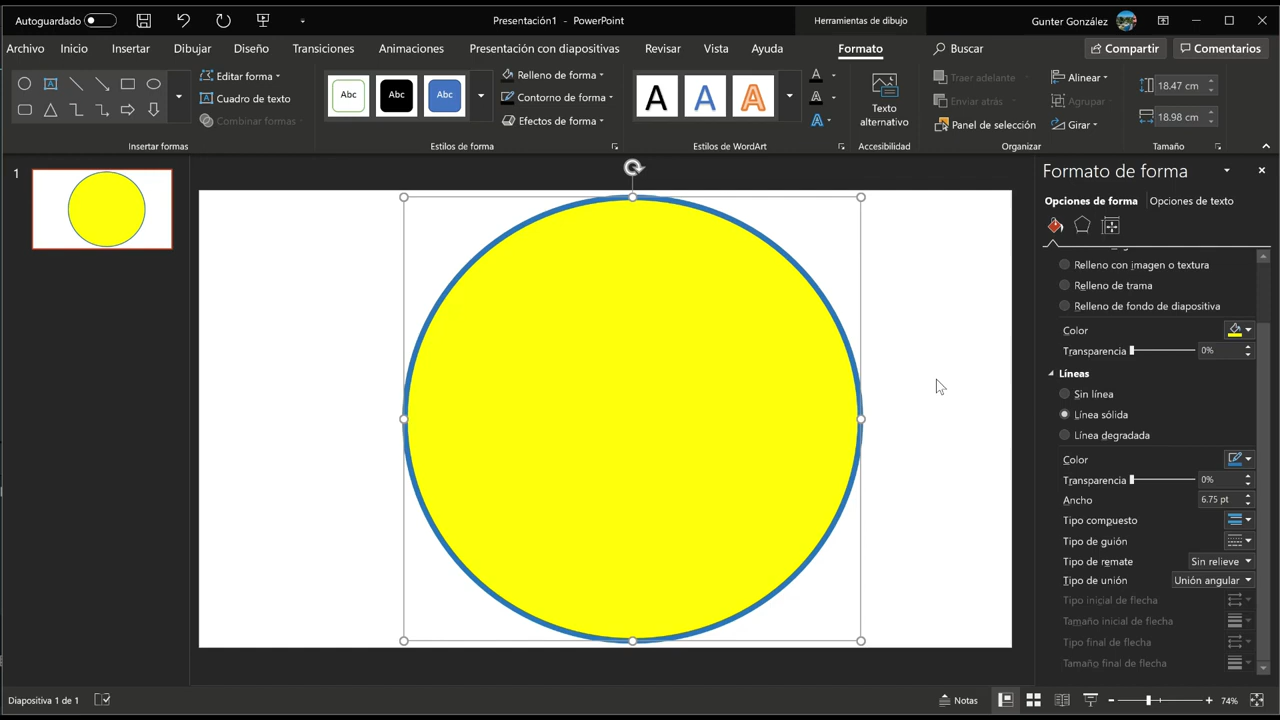 Autoguardado
Presentación1 - PowerPoint
Herramientas de dibujo
Gunter González
Archivo Inicio Insertar Dibujar Diseño Transiciones Animaciones Presentación con diapositivas Revisar Vista Ayuda Formato Buscar Compartir Comentarios
Editar forma
Cuadro de texto
Combinar formas
Insertar formas
Abc Abc Abc
Relleno de forma
Contorno de forma
Efectos de forma
Estilos de forma
A A A
Estilos de WordArt
Texto
alternativo
Accesibilidad
Traer adelante
Enviar atrás
Panel de selección
Alinear
Agrupar
Girar
Organizar
18.47 cm
18.98 cm
Tamaño
1
Formato de forma
Opciones de forma Opciones de texto
Relleno con imagen o textura
Relleno de trama
Relleno de fondo de diapositiva
Color
Transparencia 0%
Líneas
Sin línea
Línea sólida
Línea degradada
Color
Transparencia 0%
Ancho 6.75 pt
Tipo compuesto
Tipo de guión
Tipo de remate Sin relieve
Tipo de unión Unión angular
Tipo inicial de flecha
Tamaño inicial de flecha
Tipo final de flecha
Tamaño final de flecha
Diapositiva 1 de 1
Notas
74%